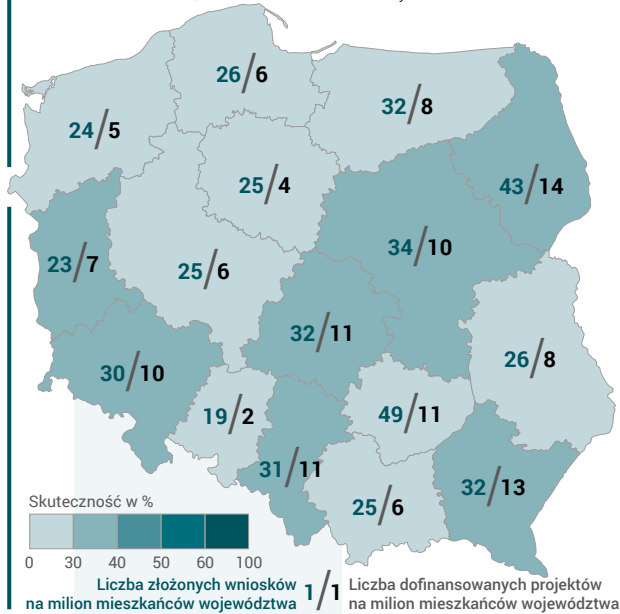 26/6
32/8
24/5
25/4
43/14
34/10
23/7
25/6
32/11
26/8
30/10
19/2
49/11
31/11
32/13
25/6
Skuteczność w %
0 30 40 50 60 100
Liczba złożonych wniosków
na milion mieszkańców województwa
1/1
Liczba dofinansowanych projektów
na milion mieszkańców województwa